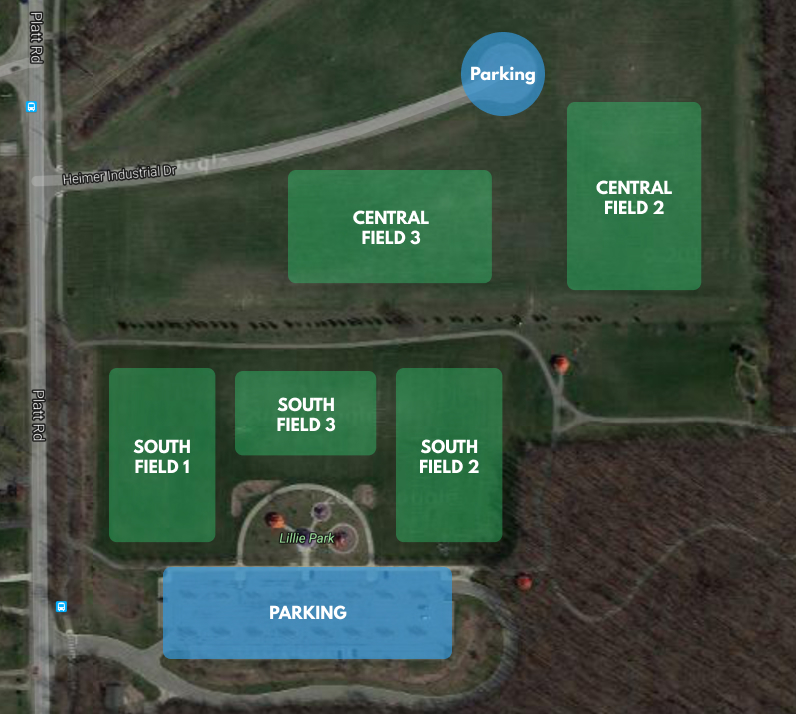 Platt Rd
Parking
Heimer Industrial Dr
CENTRAL
FIELD 2
CENTRAL
FIELD 3
Platt Rd
SOUTH
FIELD 1
SOUTH
FIELD 3
SOUTH
FIELD 2
Lillie Park
PARKING